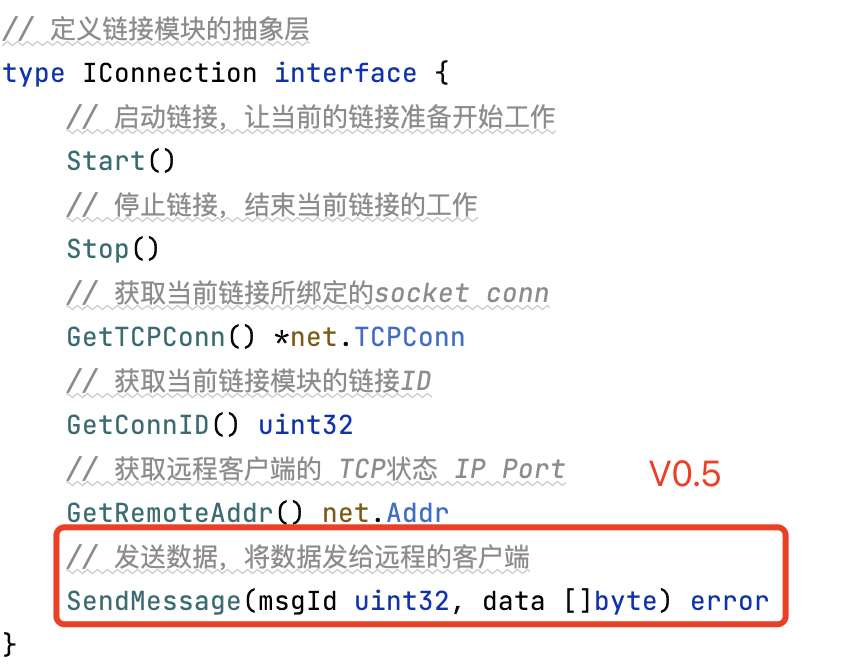 // 定义链接模块的抽象层
type IConnection interface {
// 启动链接，让当前的链接准备开始工作
Start()
// 停止链接，结束当前链接的工作
Stop()
// 获取当前链接所绑定的socket conn
GetTCPConn() *net.TCPConn
// 获取当前链接模块的链接ID
GetConnID() uint32
// 获取远程客户端的 TCP状态 IP Port
V0.5
GetRemoteAddr() net.Addr
// 发送数据，将数据发给远程的客户端
SendMessage(msgId uint32, data []byte) error
}